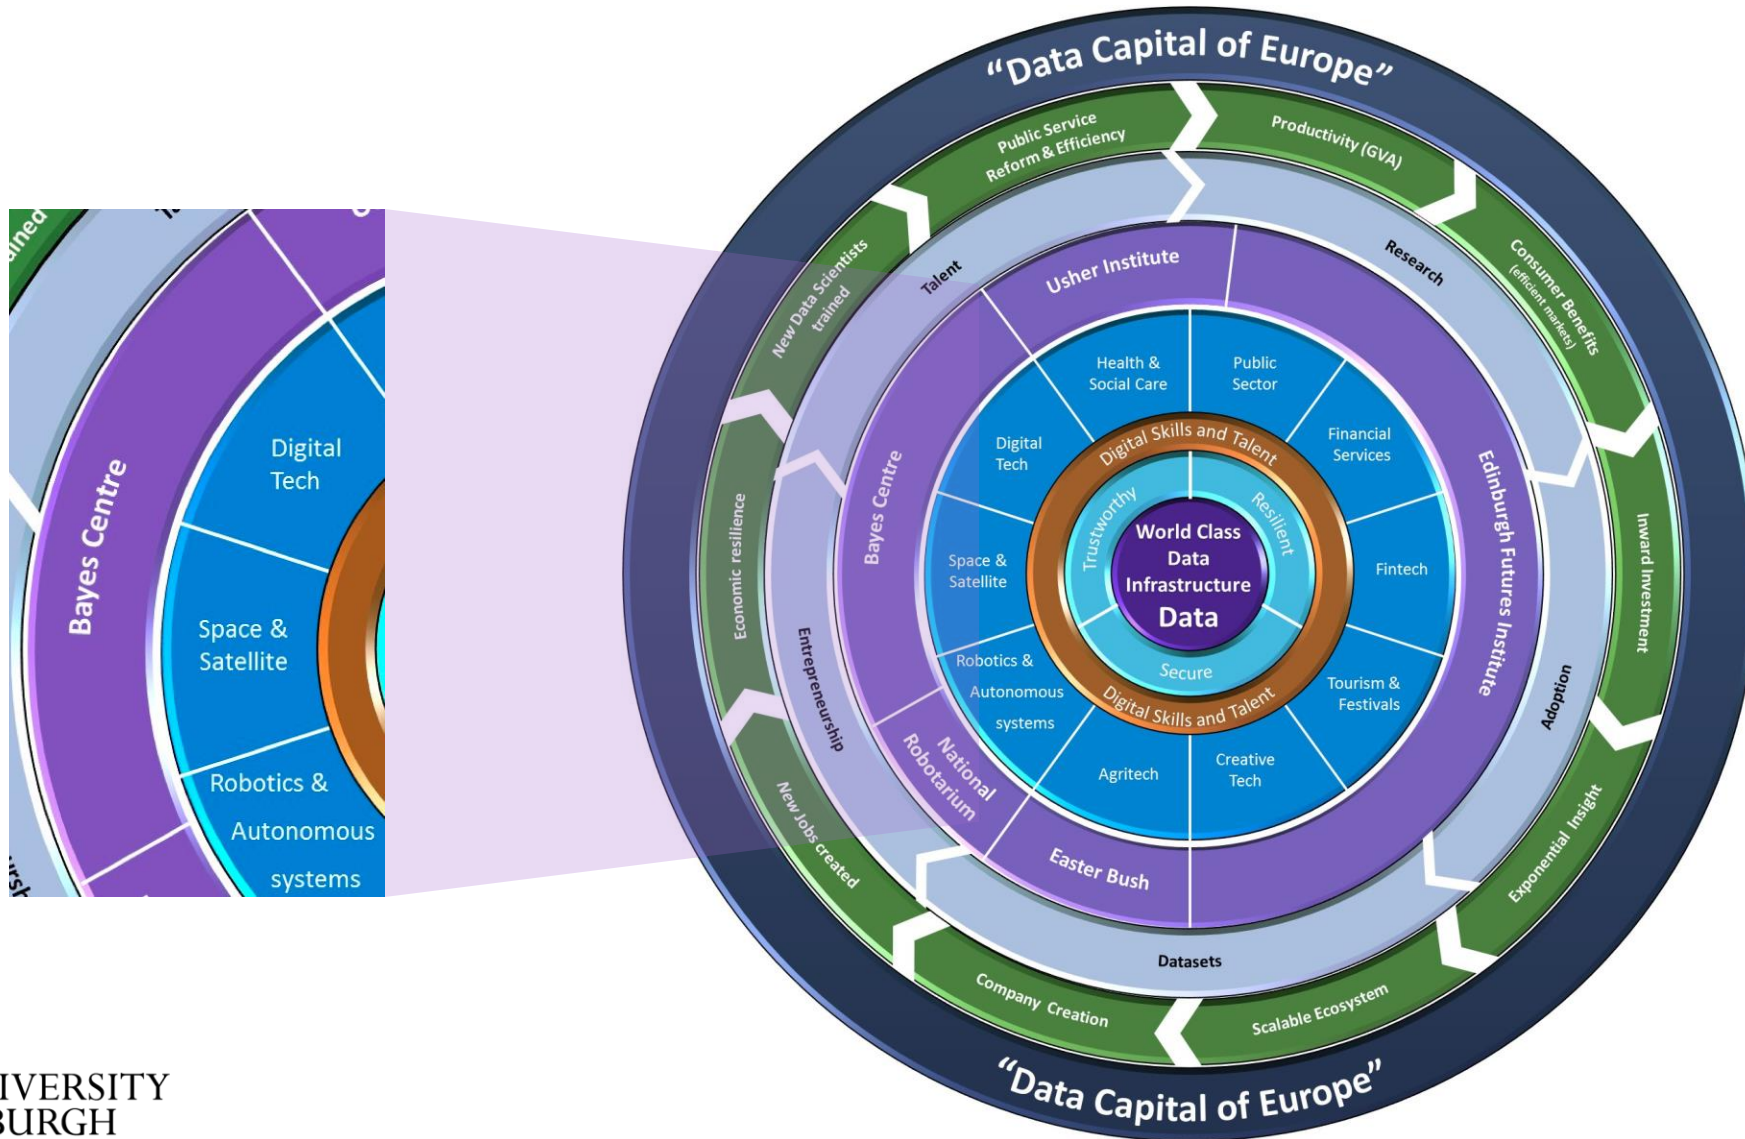 "Data Capital of Europe"
Public Service
Reform & Efficiency
Productivity (GVA)
Consumer Benefits
(efficient markets)
Inward Investment
Exponential Insight
Scalable Ecosystem
Company Creation
New Jobs created
Economic resilience
New Data Scientists
trained
Talent
Research
Adoption
Datasets
Entrepreneurship
Usher Institute
Edinburgh Futures Institute
Easter Bush
National
Robotarium
Bayes Centre
Health &
Social Care
Public
Sector
Financial
Services
Fintech
Tourism &
Festivals
Creative
Tech
Agritech
Robotics &
Autonomous
systems
Space &
Satellite
Digital
Tech
Digital Skills and Talent
Digital Skills and Talent
Trustworthy
Resilient
Secure
World Class
Data
Infrastructure
Data
"Data Capital of Europe"
ained
Bayes Centre
Digital
Tech
Space &
Satellite
Robotics &
Autonomous
systems
ursh
IVERSITY
BURGH